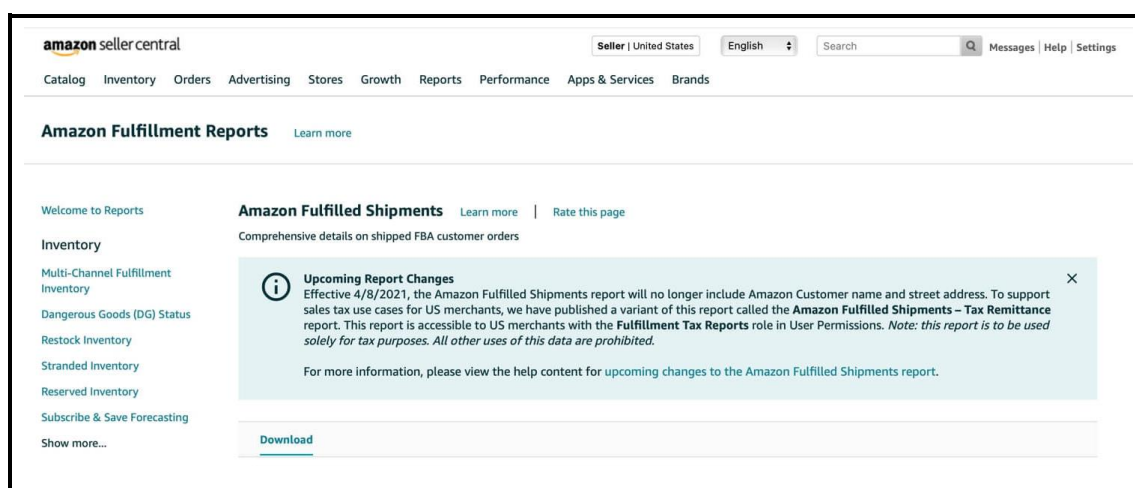 amazon seller central
Seller | United States
English
Search
Messages | Help | Settings
Catalog Inventory Orders Advertising Stores Growth Reports Performance Apps & Services Brands
Amazon Fulfillment Reports Learn more
Welcome to Reports
Inventory
Multi-Channel Fulfillment
Inventory
Dangerous Goods (DG) Status
Restock Inventory
Stranded Inventory
Reserved Inventory
Subscribe & Save Forecasting
Show more...
Amazon Fulfilled Shipments Learn more | Rate this page
Comprehensive details on shipped FBA customer orders
Upcoming Report Changes
Effective 4/8/2021, the Amazon Fulfilled Shipments report will no longer include Amazon Customer name and street address. To support
sales tax use cases for US merchants, we have published a variant of this report called the Amazon Fulfilled Shipments – Tax Remittance
report. This report is accessible to US merchants with the Fulfillment Tax Reports role in User Permissions. Note: this report is to be used
solely for tax purposes. All other uses of this data are prohibited.
For more information, please view the help content for upcoming changes to the Amazon Fulfilled Shipments report.
Download